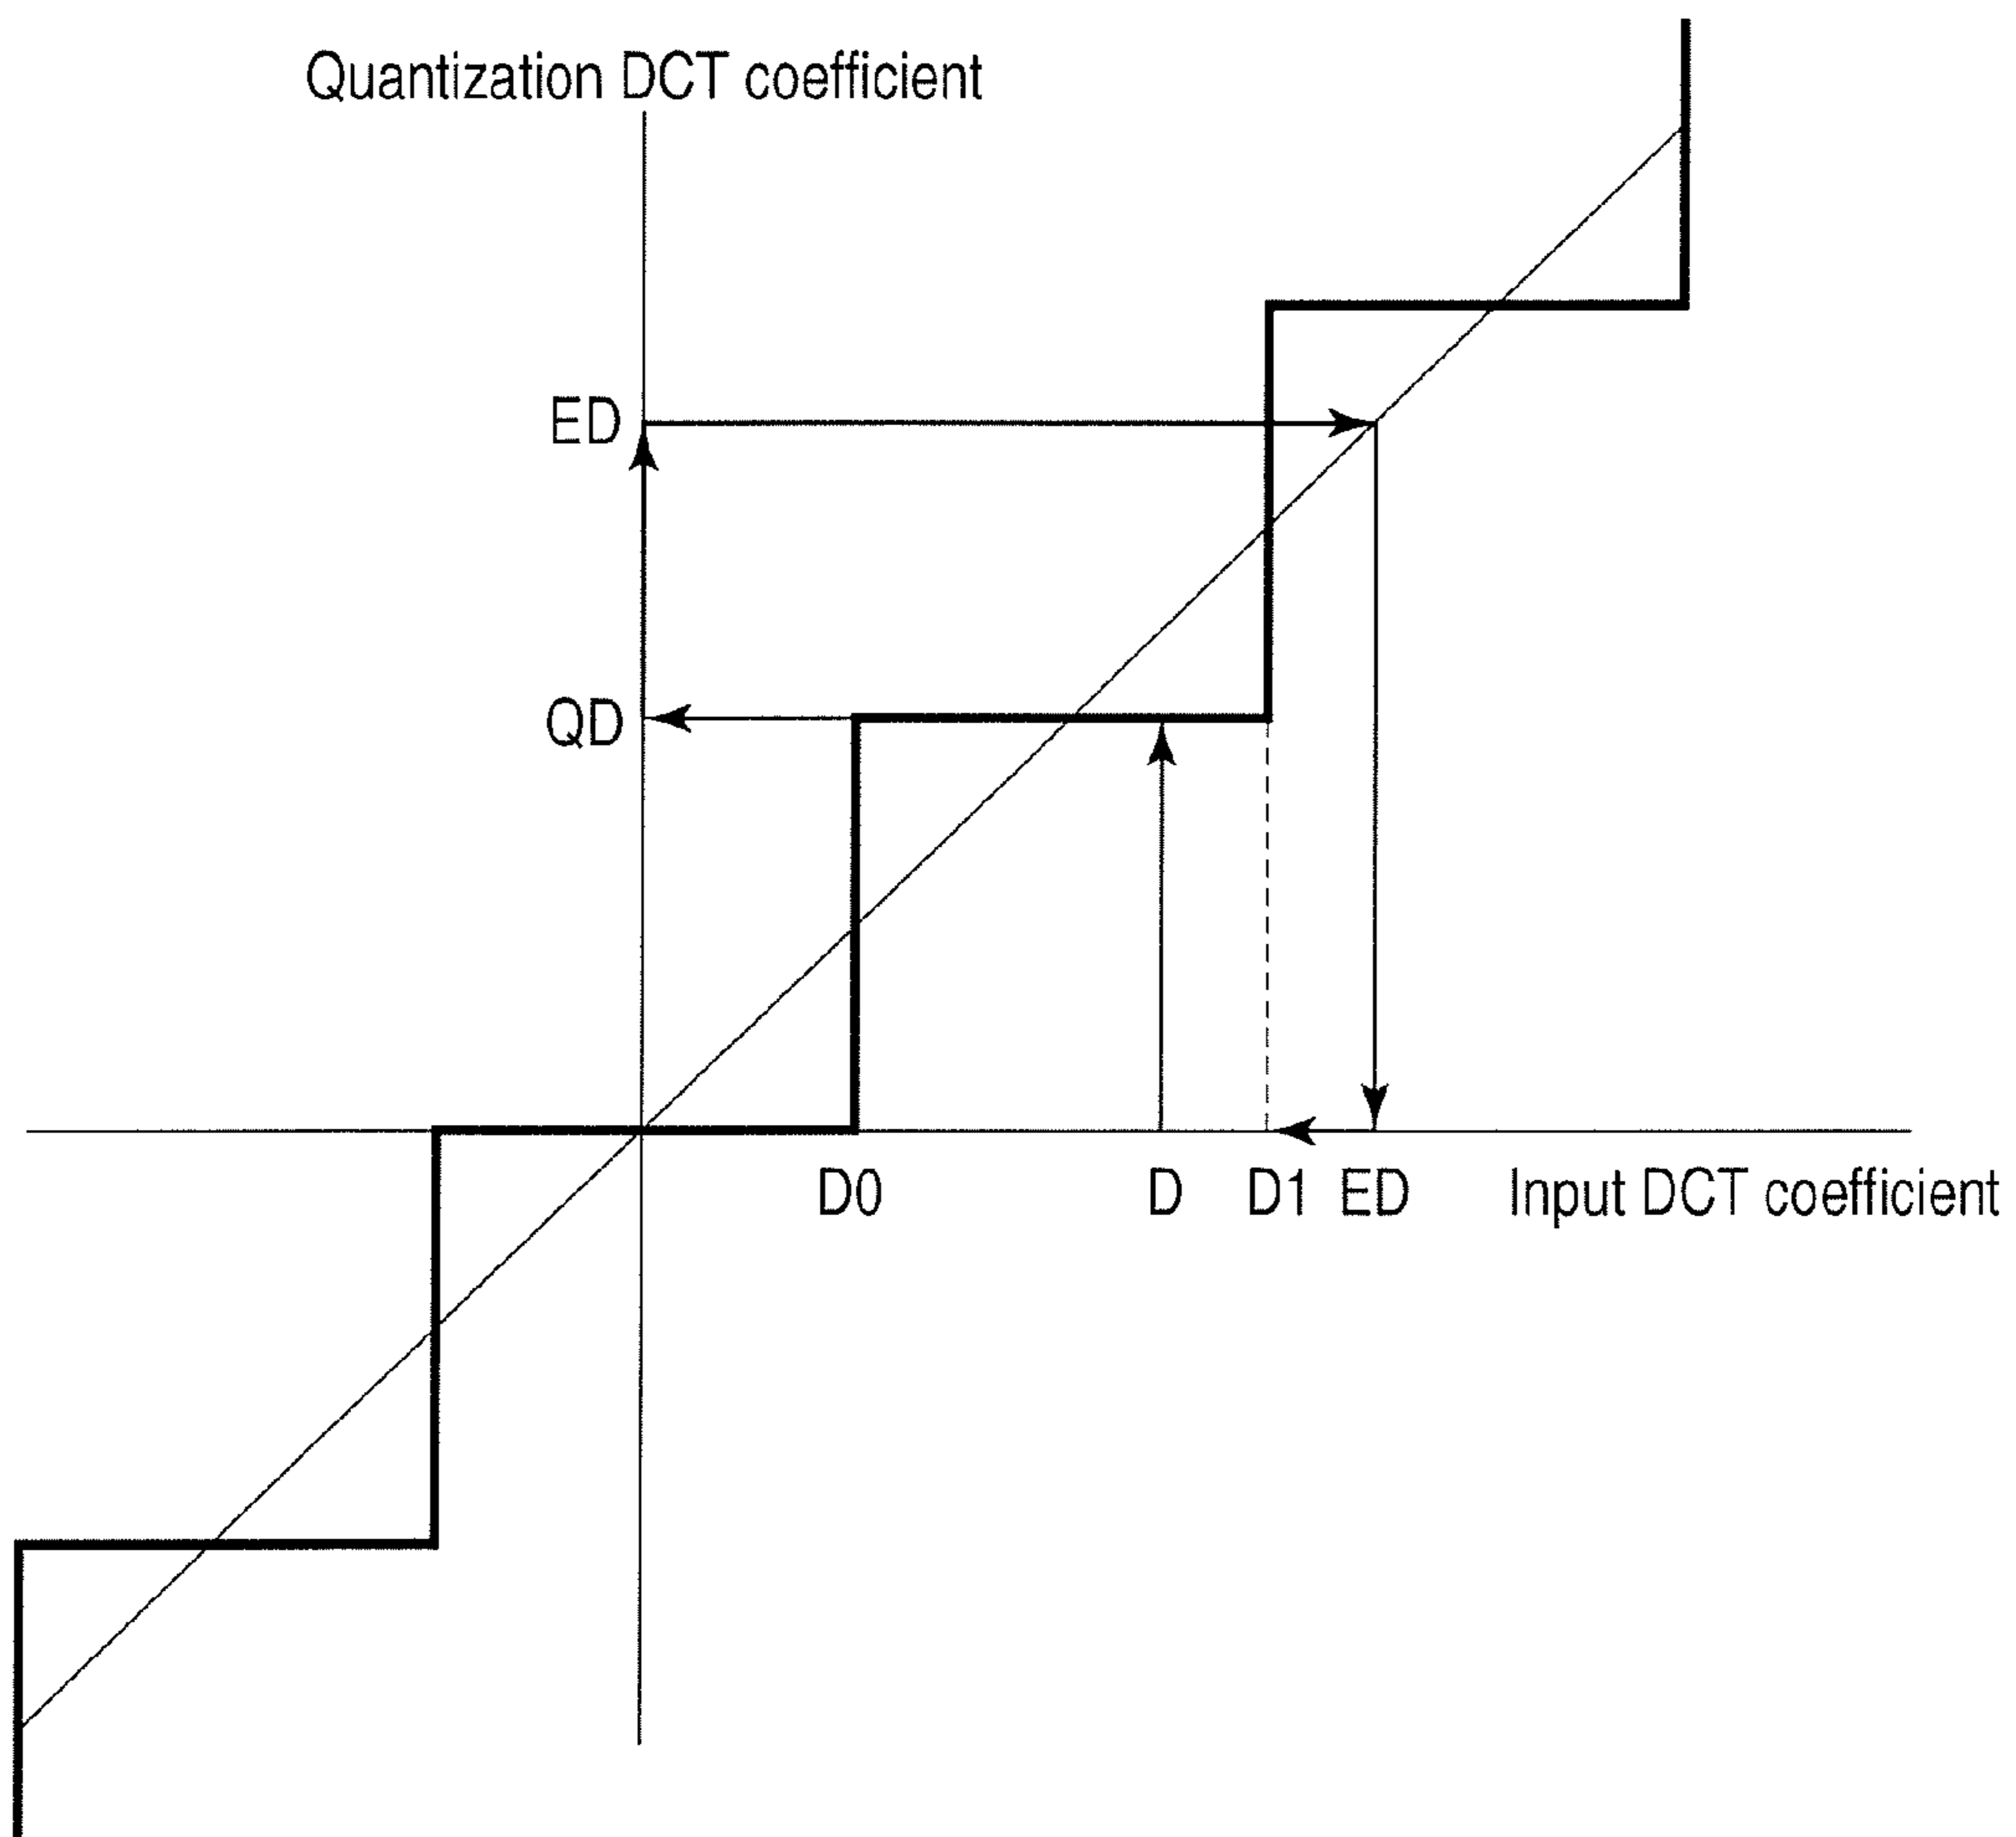 Quantization DCT coefficient
ED
QD
D0 D D1 ED Input DCT coefficient